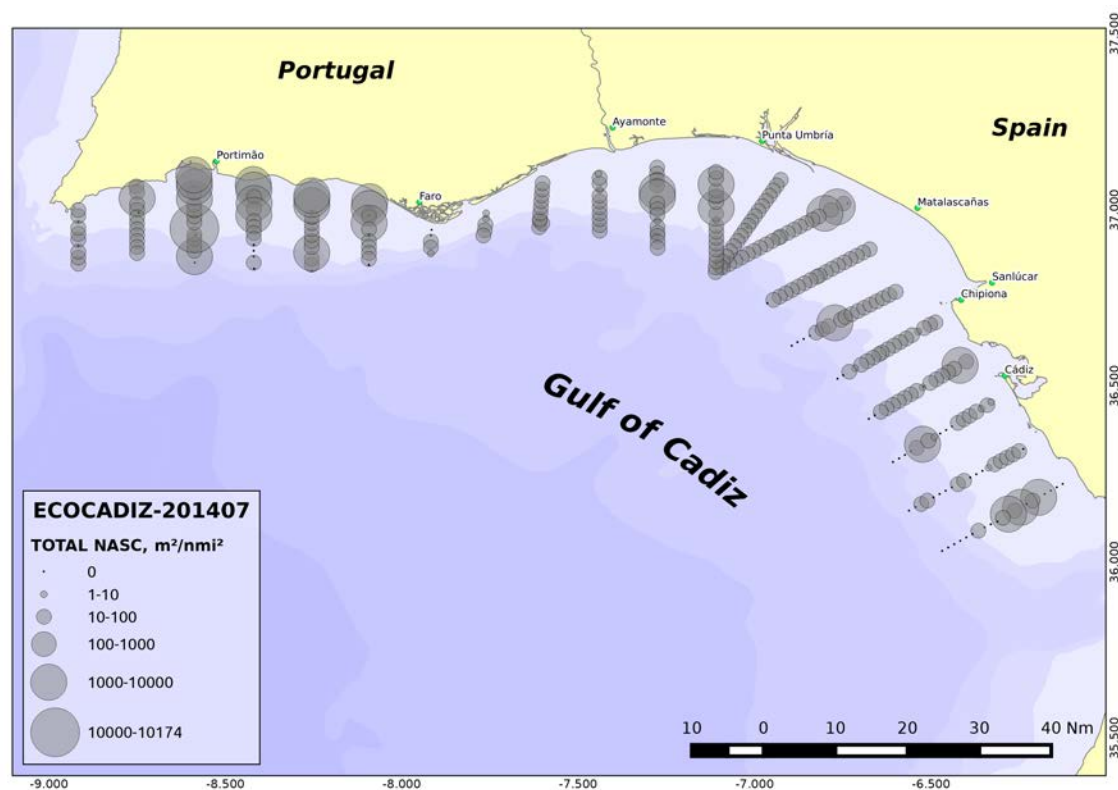 Portugal
Spain
Ayamonte
Punta Umbría
Portimão
Faro
Matalascañas
Sanlúcar
Chipiona
Cádiz
Gulf of Cadiz
ECOCADIZ-201407
TOTAL NASC, m²/nmi²
0
1-10
10-100
100-1000
1000-10000
10000-10174
10 0 10 20 30 40 Nm
37.500
37.000
36.500
36.000
35.500
-9.000 -8.500 -8.000 -7.500 -7.000 -6.500